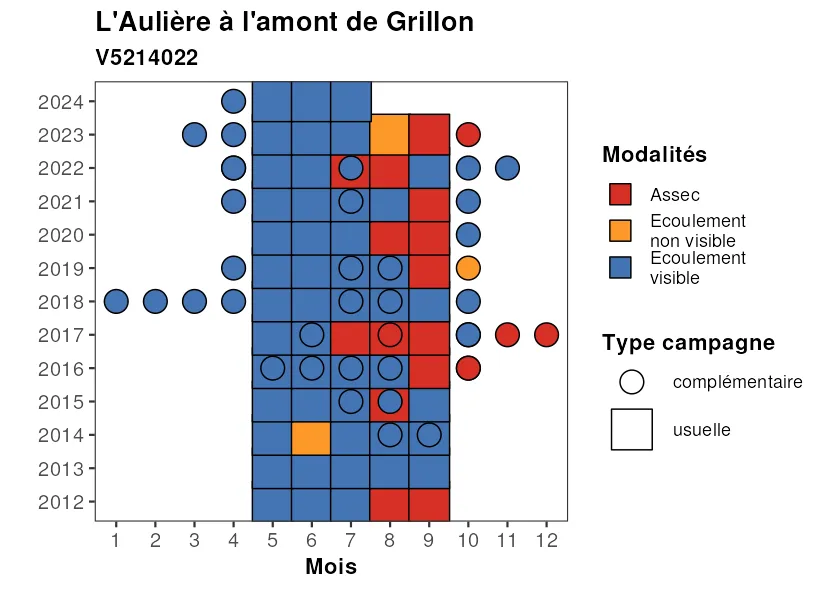 L'Aulière à l'amont de Grillon
V5214022
2024
2023
2022
2021
2020
2019
2018
2017
2016
2015
2014
2013
2012
1 2 3 4 5 6 7 8 9 10 11 12
Mois
Modalités
Assec
Ecoulement
non visible
Ecoulement
visible
Type campagne
complémentaire
usuelle